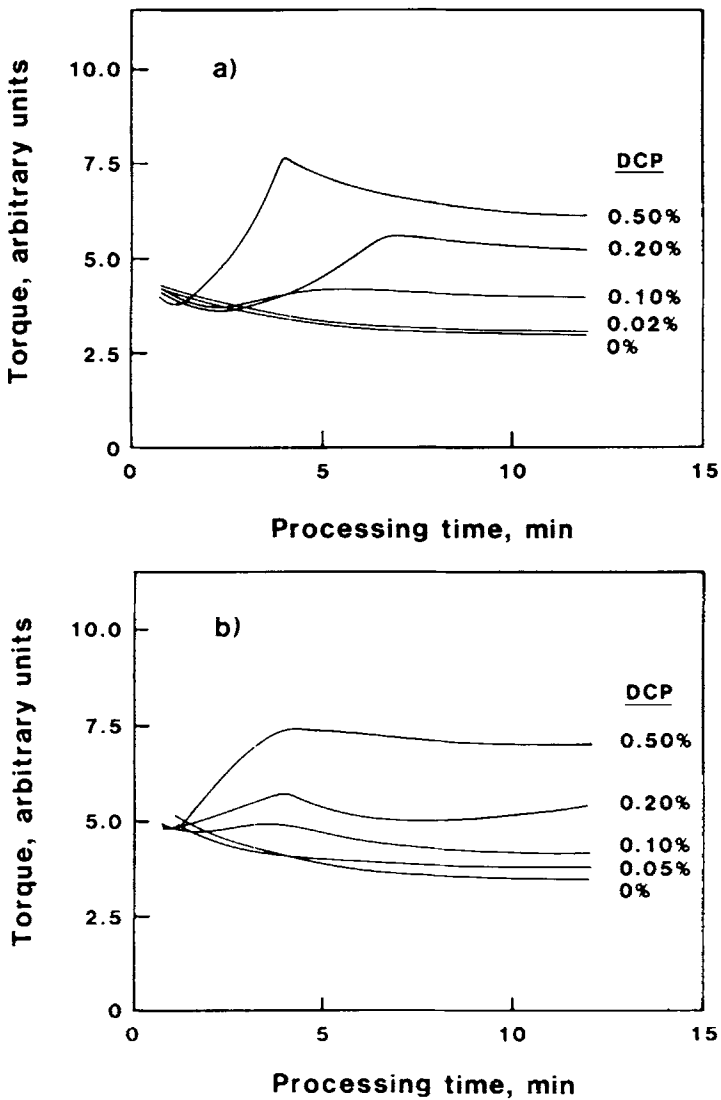 a)
Torque, arbitrary units
10.0
7.5
5.0
2.5
0
DCP
0.50%
0.20%
0.10%
0.02%
0%
0 5 10 15
Processing time, min
b)
Torque, arbitrary units
10.0
7.5
5.0
2.5
0
DCP
0.50%
0.20%
0.10%
0.05%
0%
0 5 10 15
Processing time, min